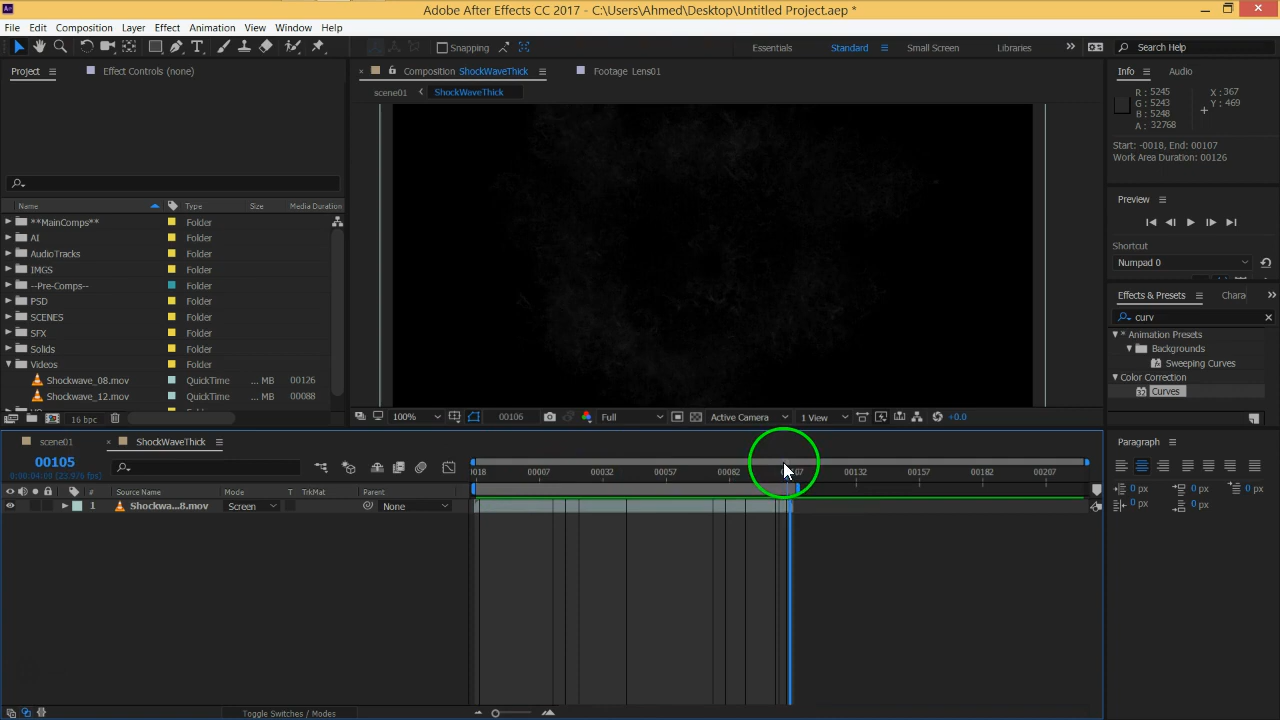 Adobe After Effects CC 2017 - C:\Users\Ahmed\Desktop\Untitled Project.aep *
File Edit Composition Layer Effect Animation View Window Help
Snapping Essentials Standard Small Screen Libraries Search Help
Project Effect Controls (none) Composition ShockWaveThick Footage Lens01 Info Audio
scene01 ShockWaveThick
R : 5245 X : 367
G : 5243 Y : 469
B : 5248
A : 32768
Start: -0018, End: 00107
Work Area Duration: 00126
Preview
Shortcut
Numpad 0
Effects & Presets Chara
curv
* Animation Presets
Backgrounds
Sweeping Curves
Color Correction
Curves
Name Type Size Media Duration
**MainComps** Folder
AI Folder
AudioTracks Folder
IMGS Folder
--Pre-Comps-- Folder
PSD Folder
SCENES Folder
SFX Folder
Solids Folder
Videos Folder
Shockwave_08.mov QuickTime ... MB 00126
Shockwave_12.mov QuickTime ... MB 00088
16 bpc
100% 00106 Full Active Camera 1 View +0.0
scene01 ShockWaveThick
00105
0:00:04:09 (23.976 fps)
0018 00007 00032 00057 00082 00132 00157 00182 00207
# Source Name Mode T TrkMat Parent
1 Shockwa...8.mov Screen None
Toggle Switches / Modes
Paragraph
0 px 0 px 0 px
0 px 0 px